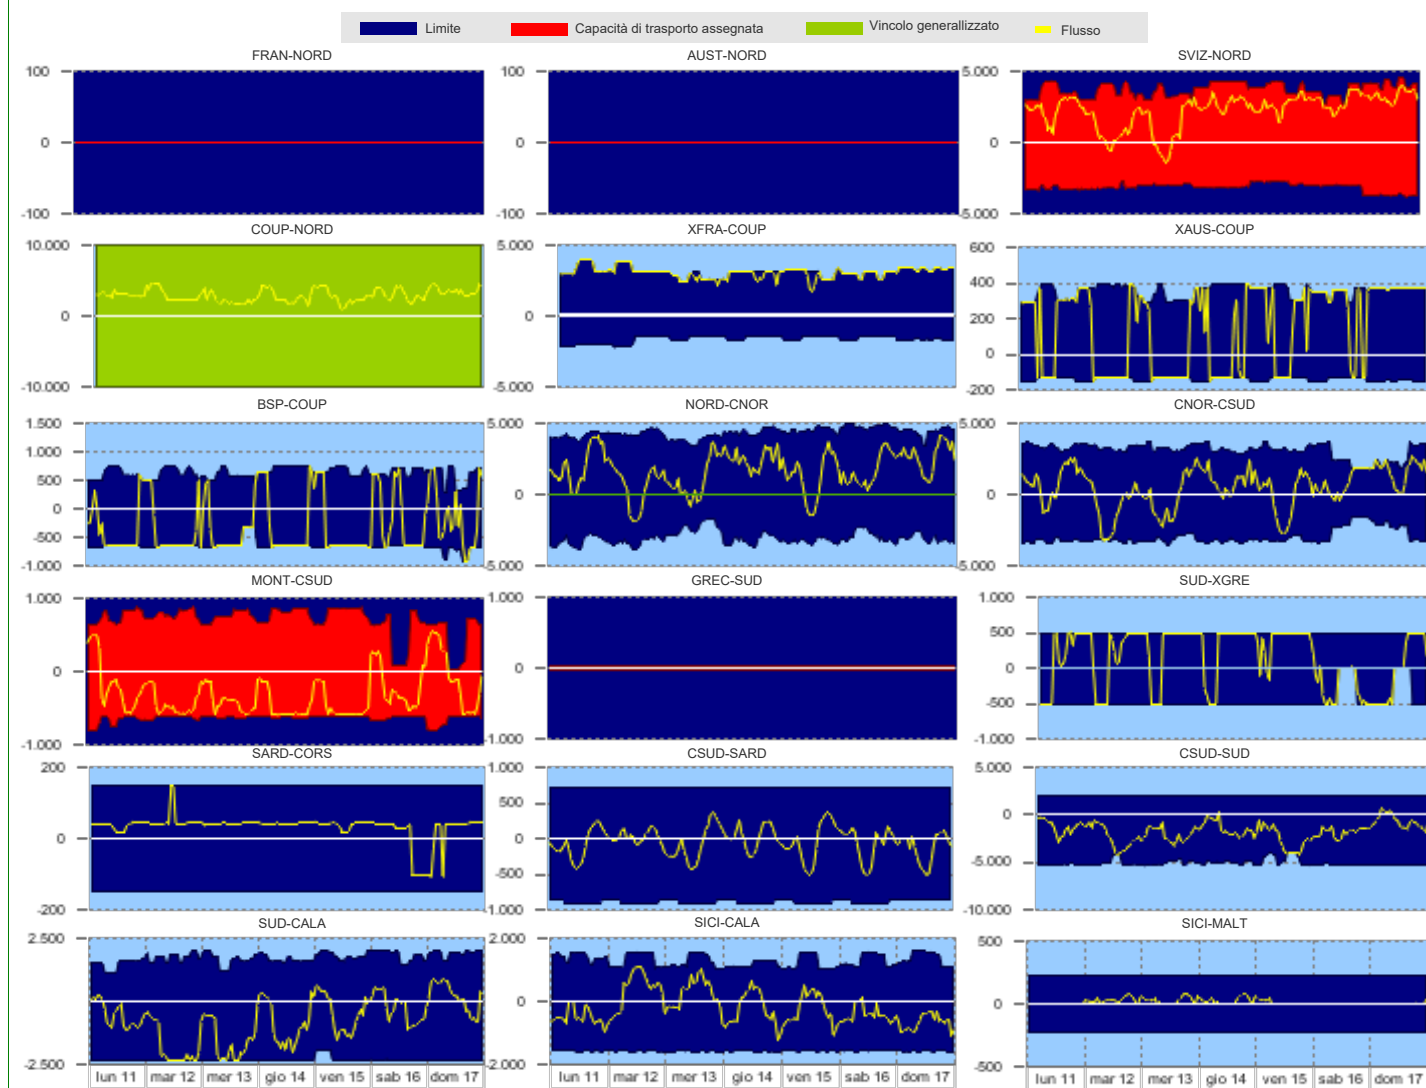 Limite Capacità di trasporto assegnata Vincolo generallizzato Flusso
FRAN-NORD AUST-NORD SVIZ-NORD
100 100 5.000
0 0 0
-100 -100 -5.000
COUP-NORD XFRA-COUP XAUS-COUP
10.000 5.000 600
400
200
0 0 0
-10.000 -5.000 -200
BSP-COUP NORD-CNOR CNOR-CSUD
1.500 5.000 5.000
1.000
500
0 0 0
-500
-1.000 -5.000 -5.000
MONT-CSUD GREC-SUD SUD-XGRE
1.000 1.000 1.000
500
0 0 0
-500
-1.000 -1.000 -1.000
SARD-CORS CSUD-SARD CSUD-SUD
200 1.000 5.000
500 0
0 0
-500 -5.000
-200 -1.000 -10.000
SUD-CALA SICI-CALA SICI-MALT
2.500 2.000 500
0 0 0
-2.500 -2.000 -500
lun 11 mar 12 mer 13 gio 14 ven 15 sab 16 dom 17 lun 11 mar 12 mer 13 gio 14 ven 15 sab 16 dom 17 lun 11 mar 12 mer 13 gio 14 ven 15 sab 16 dom 17